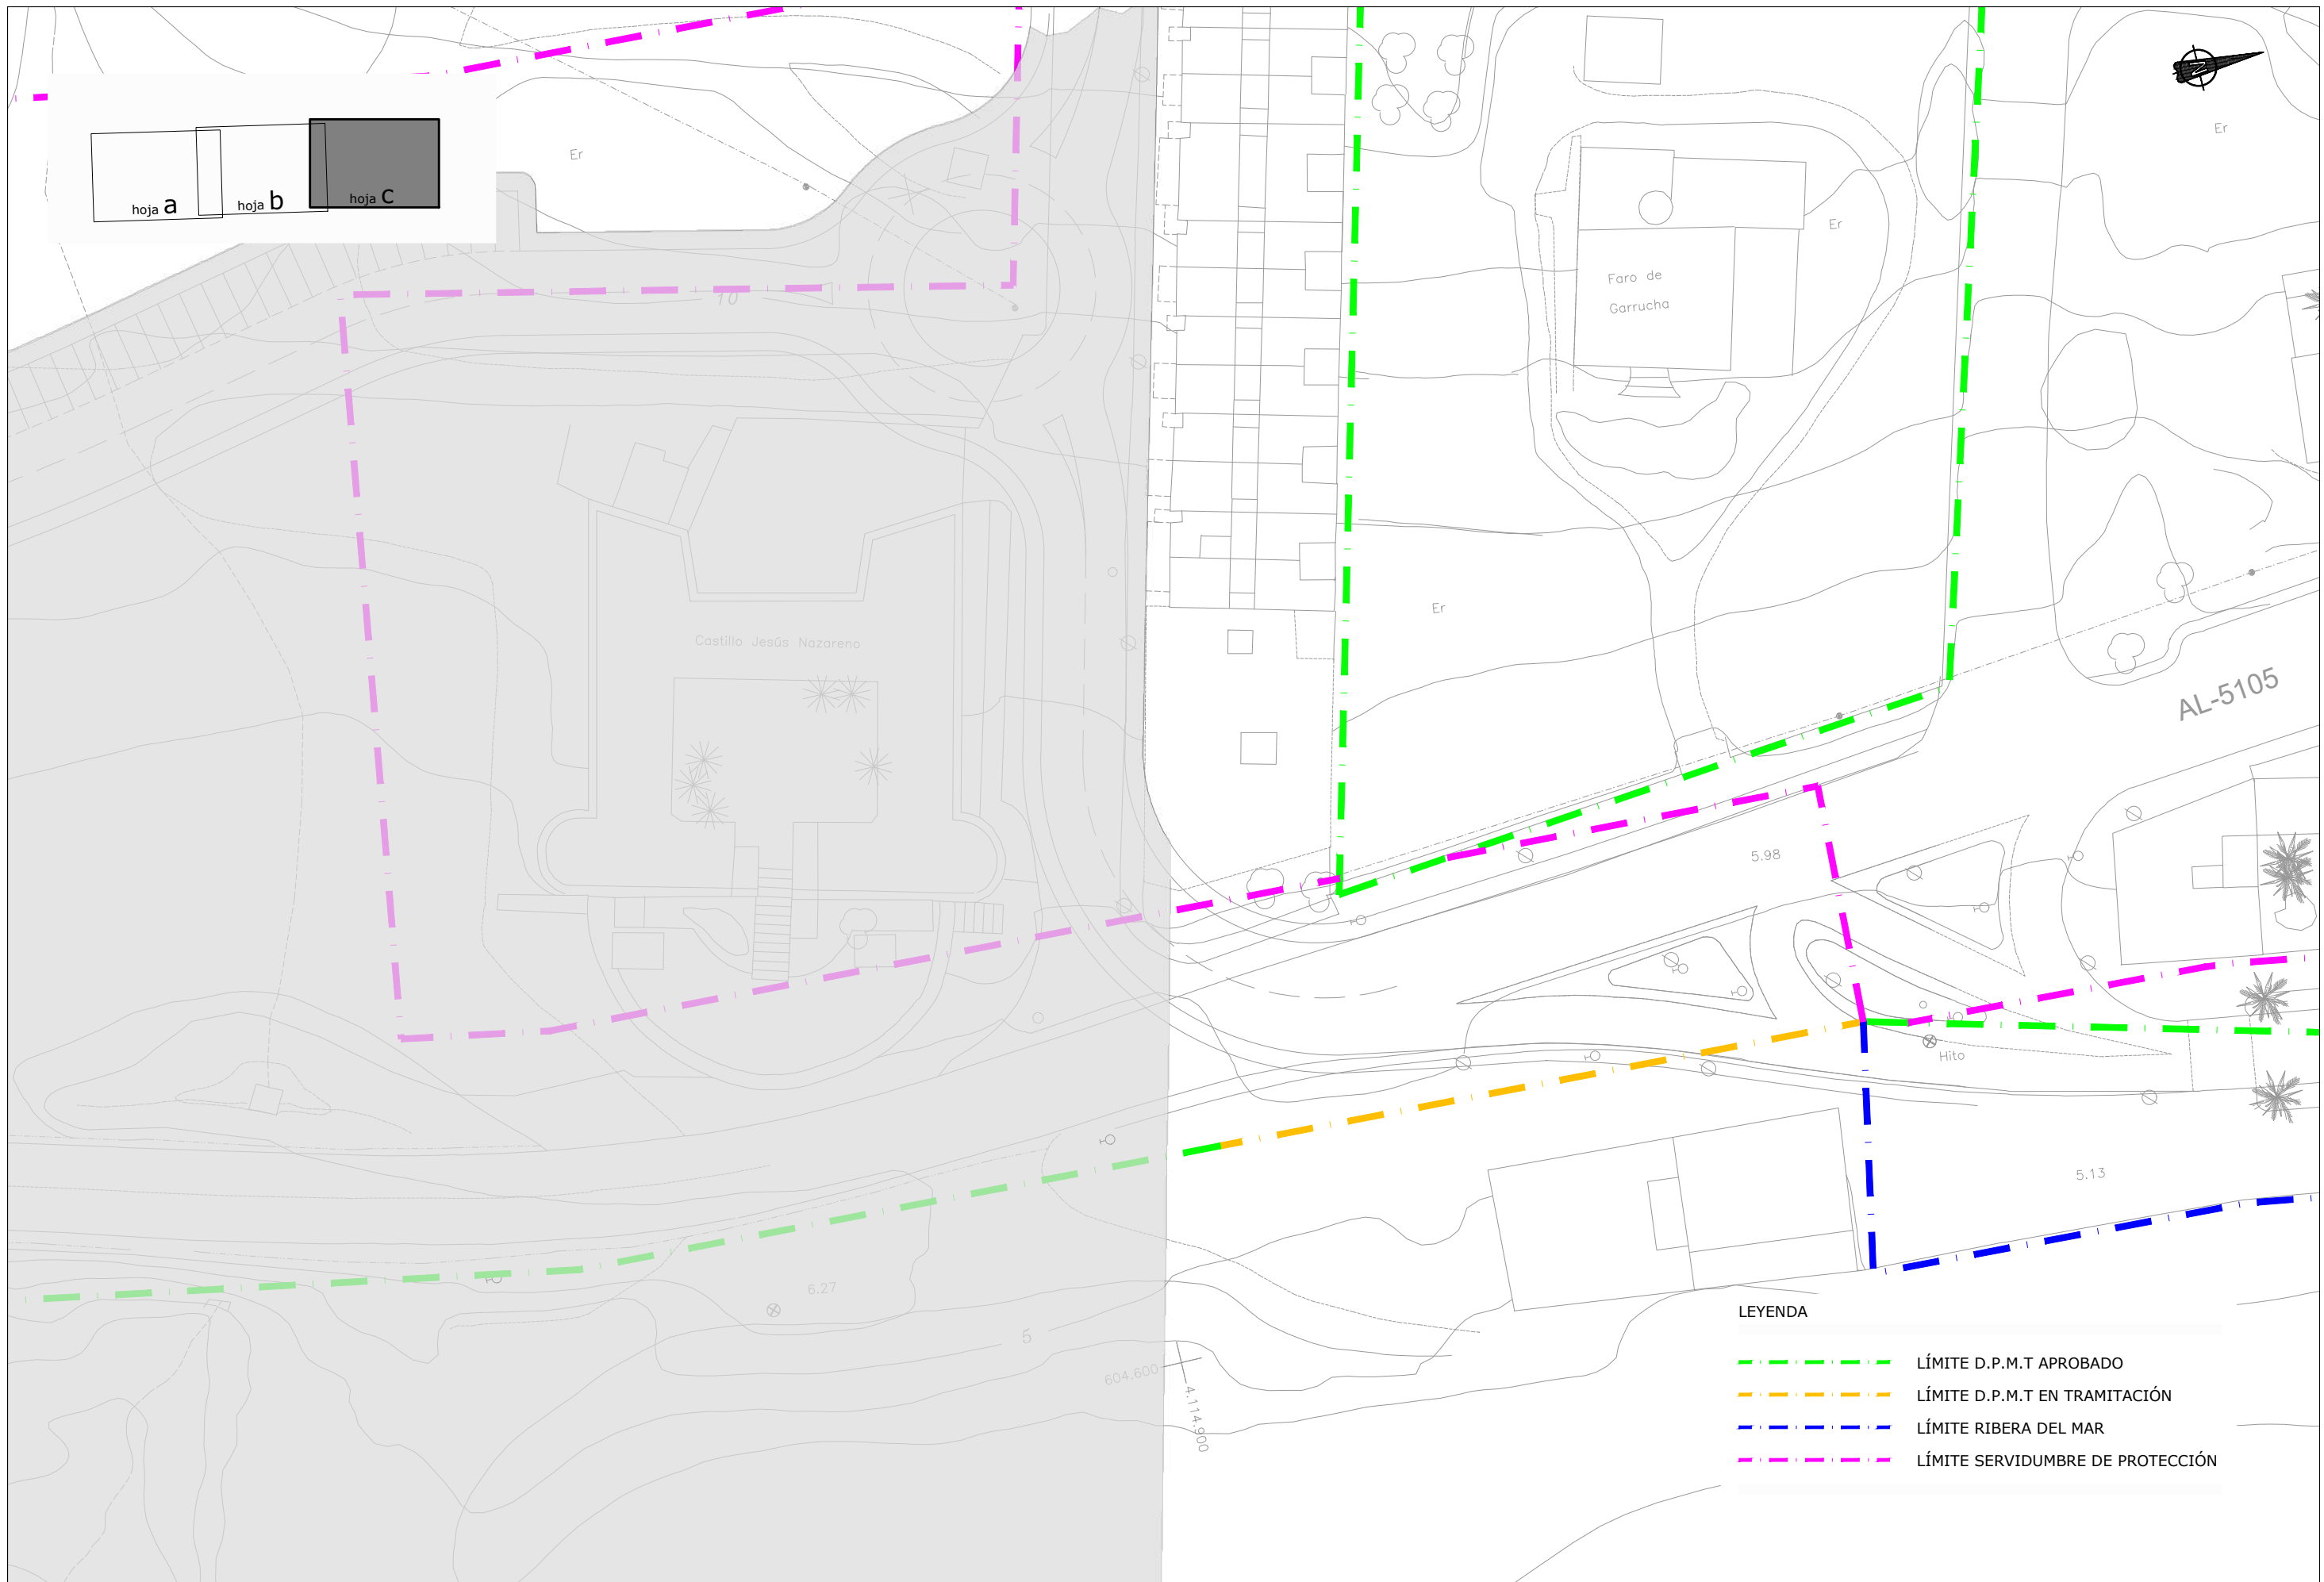 N
Er
hoja a
hoja b
hoja c
Er
Er
Faro de
Garrucha
10
Er
Castillo Jesús Nazareno
AL-5105
5.98
Hito
5.13
6.27
5
604.600
4.114.900
LEYENDA
LÍMITE D.P.M.T APROBADO
LÍMITE D.P.M.T EN TRAMITACIÓN
LÍMITE RIBERA DEL MAR
LÍMITE SERVIDUMBRE DE PROTECCIÓN